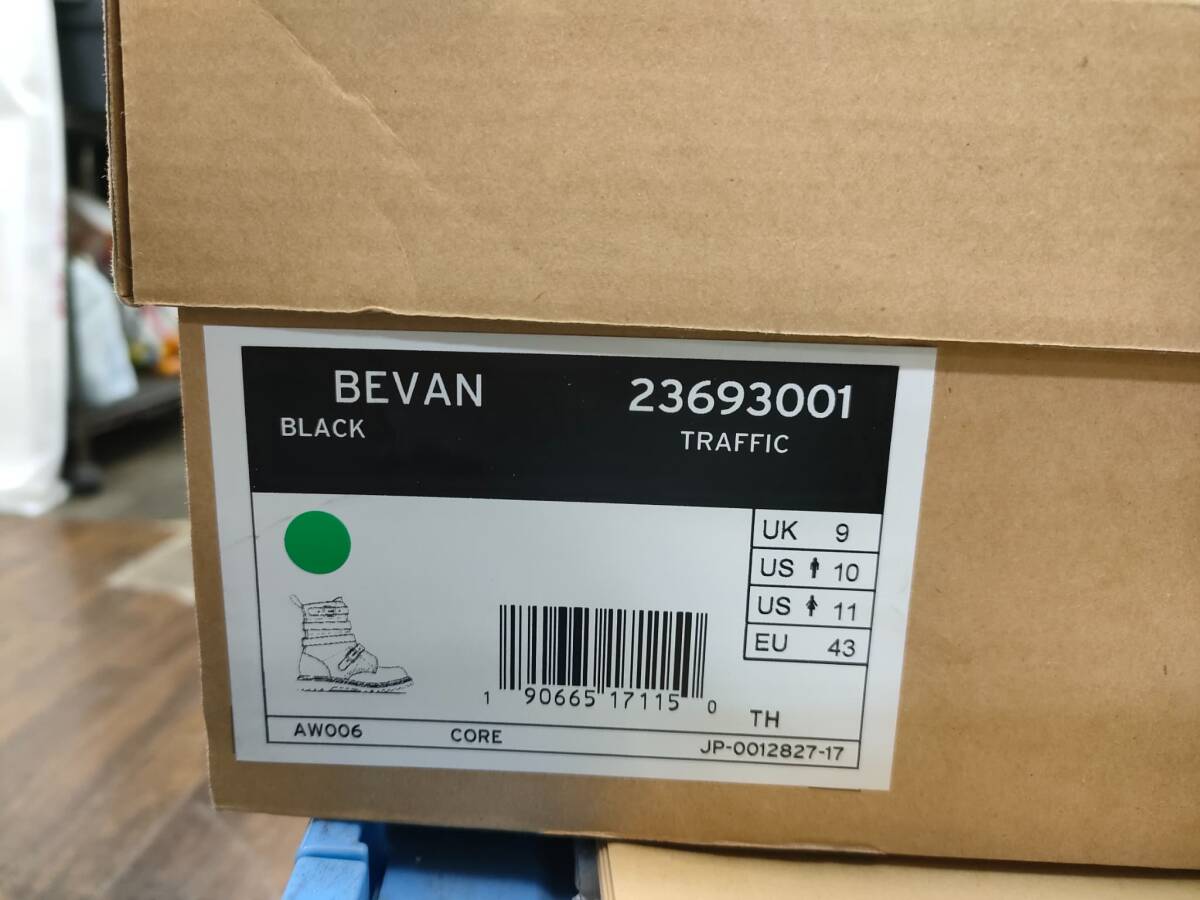 BEVAN 23693001
BLACK TRAFFIC
UK 9
US 10
US 11
EU 43
1 90665 17115 0
TH
AW006 CORE JP-0012827-17